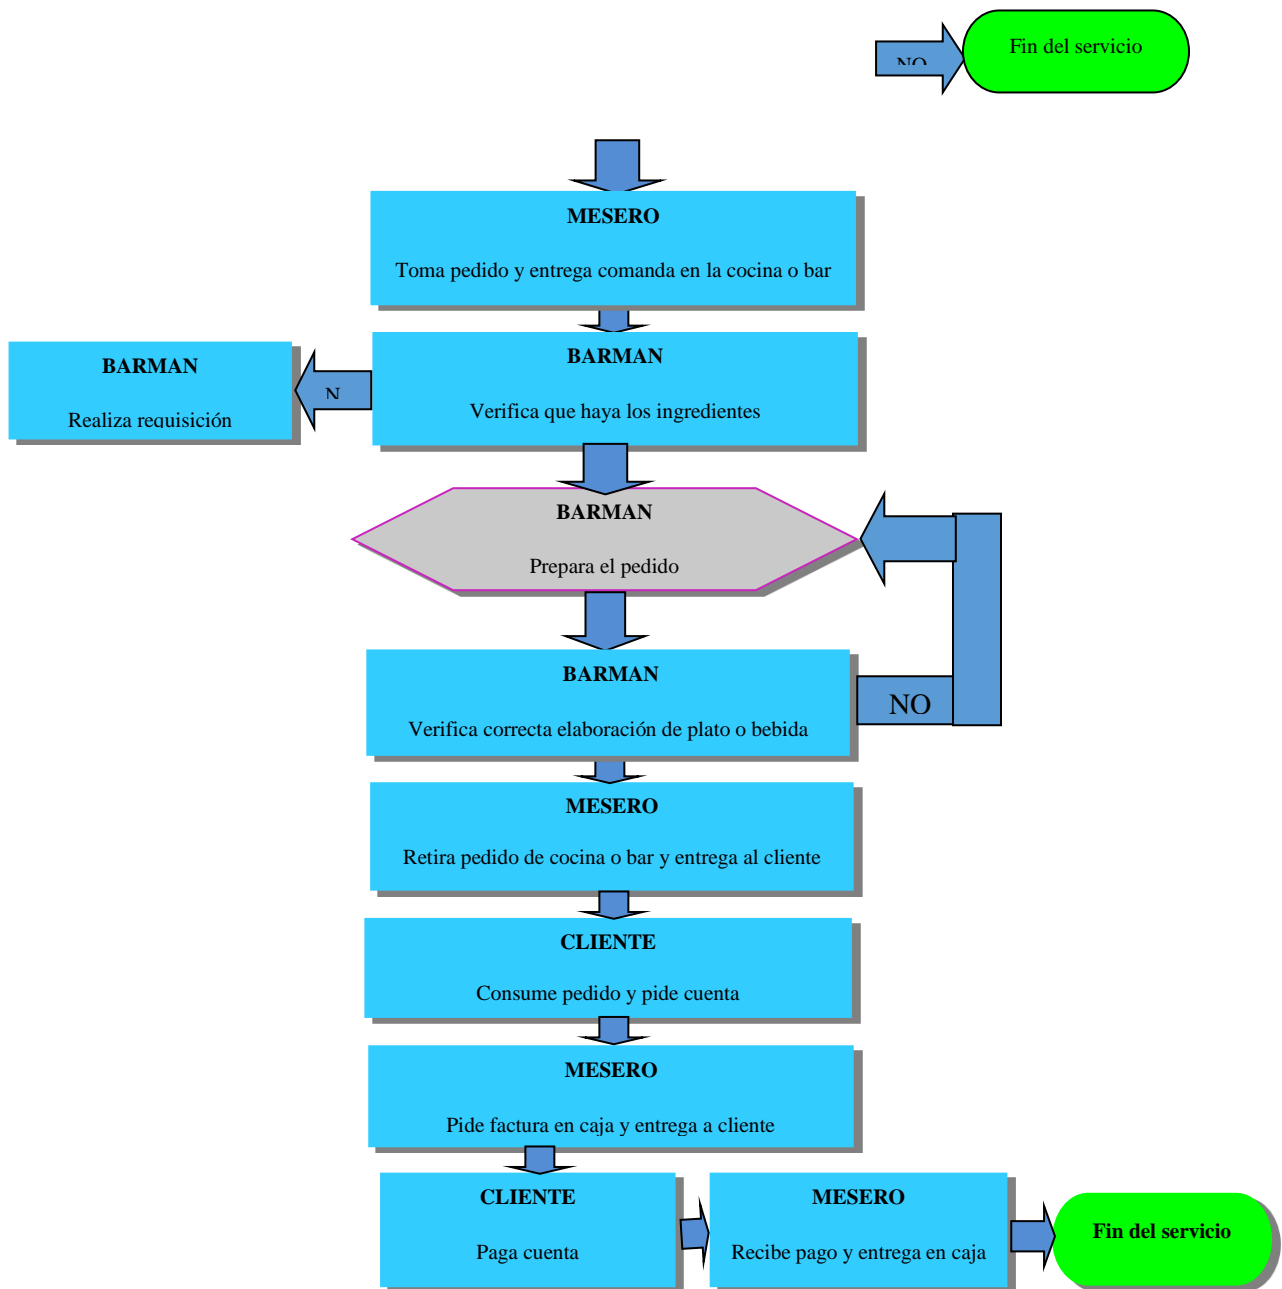 Fin del servicio
NO
MESERO
Toma pedido y entrega comanda en la cocina o bar
BARMAN
Realiza requisición
N
BARMAN
Verifica que haya los ingredientes
BARMAN
Prepara el pedido
BARMAN
Verifica correcta elaboración de plato o bebida
NO
MESERO
Retira pedido de cocina o bar y entrega al cliente
CLIENTE
Consume pedido y pide cuenta
MESERO
Pide factura en caja y entrega a cliente
CLIENTE
Paga cuenta
MESERO
Recibe pago y entrega en caja
Fin del servicio